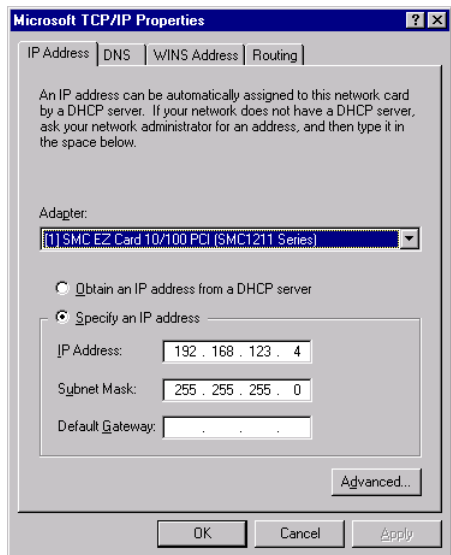 Microsoft TCP/IP Properties
IP Address DNS WINS Address Routing
An IP address can be automatically assigned to this network card
by a DHCP server. If your network does not have a DHCP server,
ask your network administrator for an address, and then type it in
the space below.
Adapter:
[1] SMC EZ Card 10/100 PCI (SMC1211 Series)
Obtain an IP address from a DHCP server
Specify an IP address
IP Address: 192 . 168 . 123 . 4
Subnet Mask: 255 . 255 . 255 . 0
Default Gateway: . . .
Advanced...
OK Cancel Apply